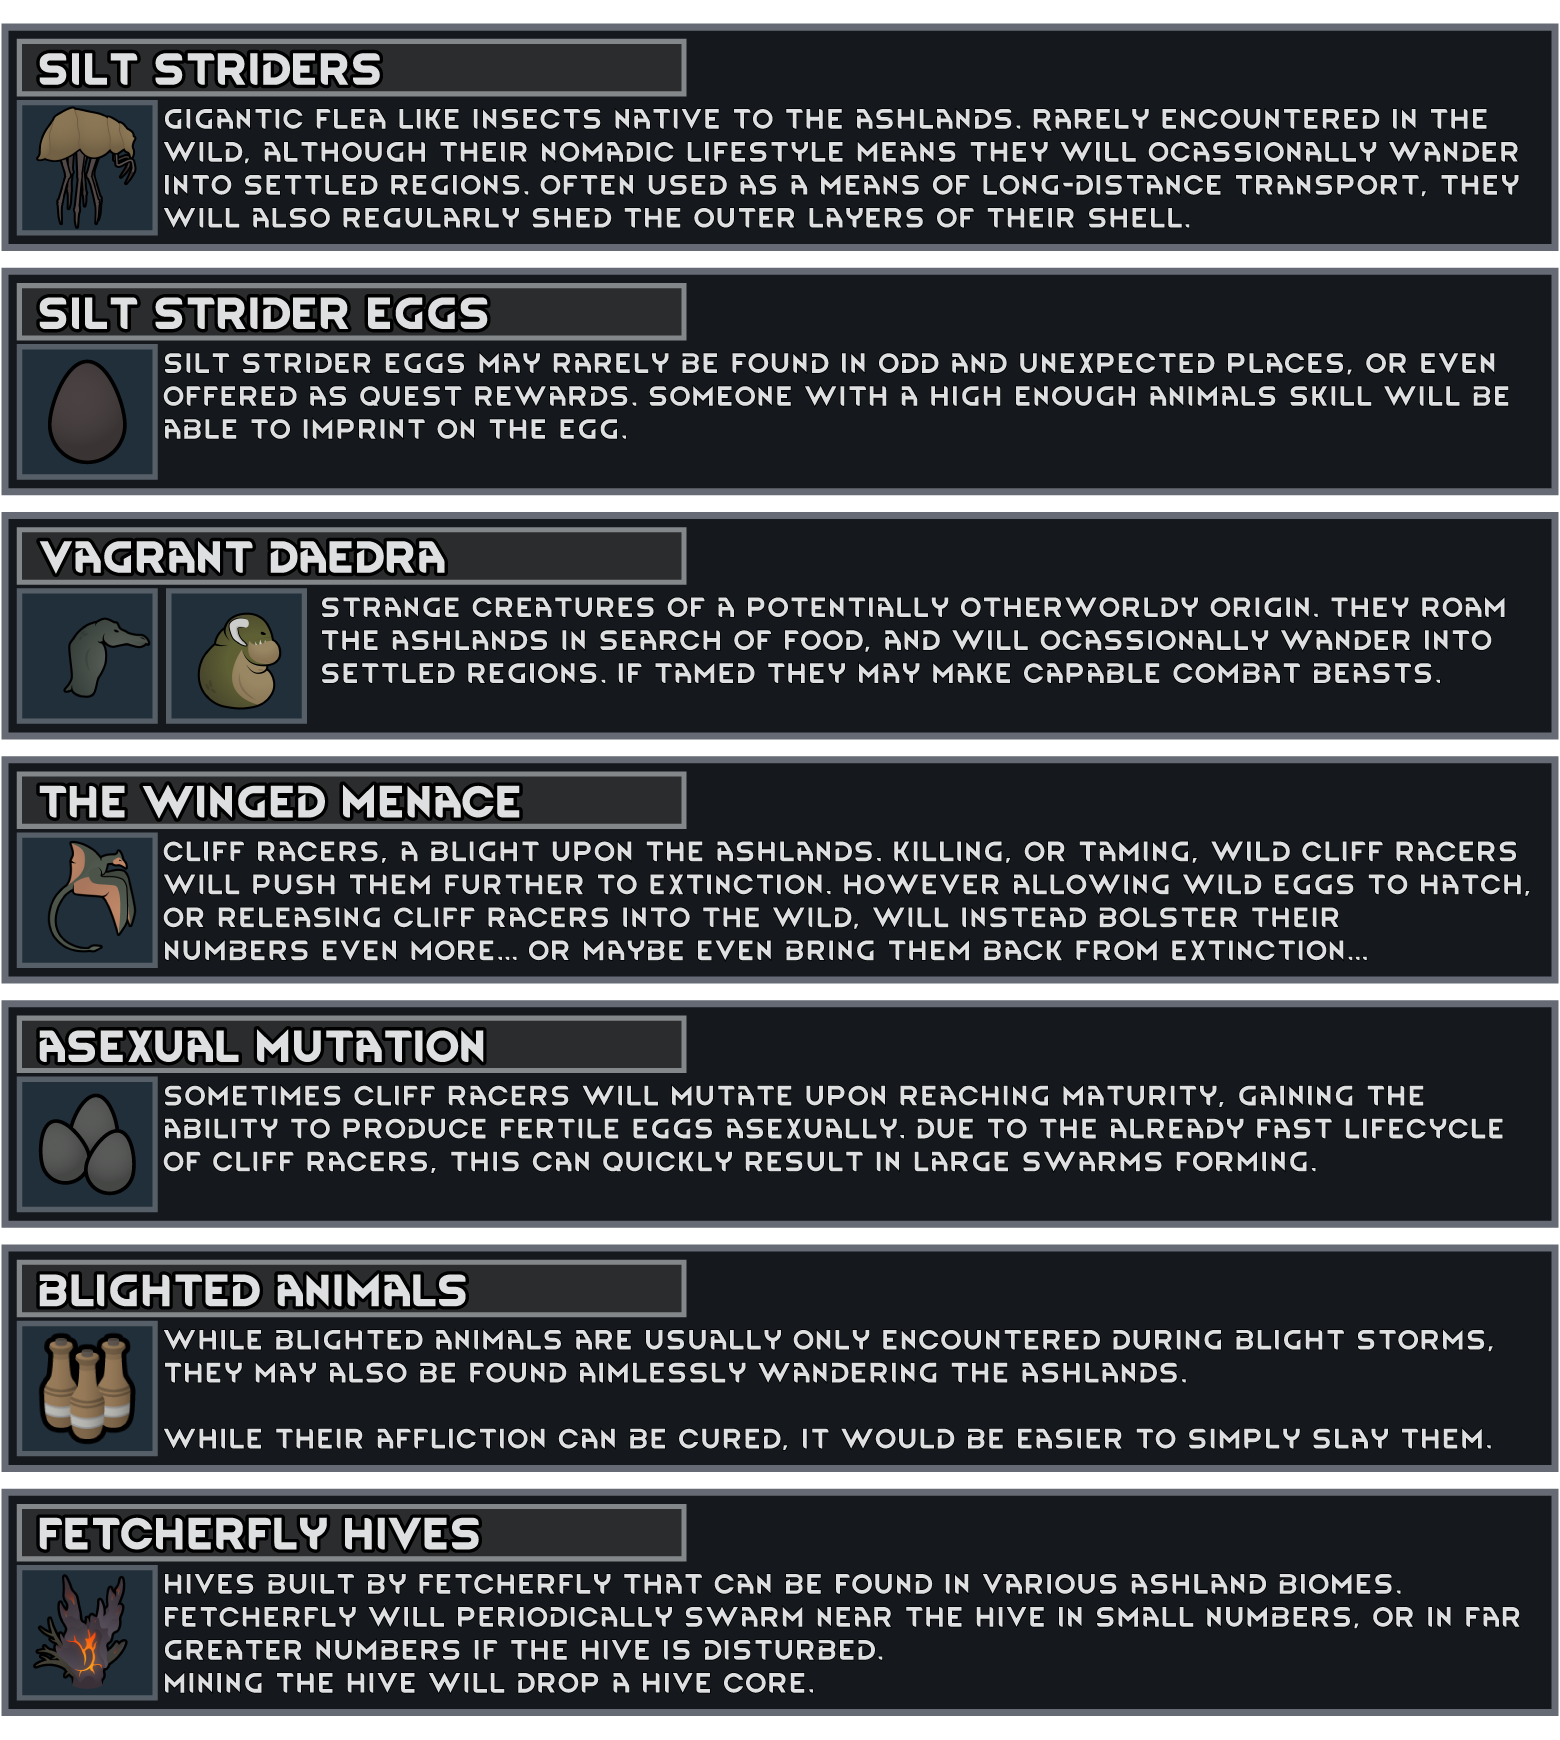 SILT STRIDERS
GIGANTIC FLEA LIKE INSECTS NATIVE TO THE ASHLANDS. RARELY ENCOUNTERED IN THE
WILD, ALTHOUGH THEIR NOMADIC LIFESTYLE MEANS THEY WILL OCASSIONALLY WANDER
INTO SETTLED REGIONS. OFTEN USED AS A MEANS OF LONG-DISTANCE TRANSPORT, THEY
WILL ALSO REGULARLY SHED THE OUTER LAYERS OF THEIR SHELL.
SILT STRIDER EGGS
SILT STRIDER EGGS MAY RARELY BE FOUND IN ODD AND UNEXPECTED PLACES, OR EVEN
OFFERED AS QUEST REWARDS. SOMEONE WITH A HIGH ENOUGH ANIMALS SKILL WILL BE
ABLE TO IMPRINT ON THE EGG.
VAGRANT DAEDRA
STRANGE CREATURES OF A POTENTIALLY OTHERWORLDY ORIGIN. THEY ROAM
THE ASHLANDS IN SEARCH OF FOOD, AND WILL OCASSIONALLY WANDER INTO
SETTLED REGIONS. IF TAMED THEY MAY MAKE CAPABLE COMBAT BEASTS.
THE WINGED MENACE
CLIFF RACERS, A BLIGHT UPON THE ASHLANDS. KILLING, OR TAMING, WILD CLIFF RACERS
WILL PUSH THEM FURTHER TO EXTINCTION. HOWEVER ALLOWING WILD EGGS TO HATCH,
OR RELEASING CLIFF RACERS INTO THE WILD, WILL INSTEAD BOLSTER THEIR
NUMBERS EVEN MORE... OR MAYBE EVEN BRING THEM BACK FROM EXTINCTION...
ASEXUAL MUTATION
SOMETIMES CLIFF RACERS WILL MUTATE UPON REACHING MATURITY, GAINING THE
ABILITY TO PRODUCE FERTILE EGGS ASEXUALLY. DUE TO THE ALREADY FAST LIFECYCLE
OF CLIFF RACERS, THIS CAN QUICKLY RESULT IN LARGE SWARMS FORMING.
BLIGHTED ANIMALS
WHILE BLIGHTED ANIMALS ARE USUALLY ONLY ENCOUNTERED DURING BLIGHT STORMS,
THEY MAY ALSO BE FOUND AIMLESSLY WANDERING THE ASHLANDS.
WHILE THEIR AFFLICTION CAN BE CURED, IT WOULD BE EASIER TO SIMPLY SLAY THEM.
FETCHERFLY HIVES
HIVES BUILT BY FETCHERFLY THAT CAN BE FOUND IN VARIOUS ASHLAND BIOMES.
FETCHERFLY WILL PERIODICALLY SWARM NEAR THE HIVE IN SMALL NUMBERS, OR IN FAR
GREATER NUMBERS IF THE HIVE IS DISTURBED.
MINING THE HIVE WILL DROP A HIVE CORE.